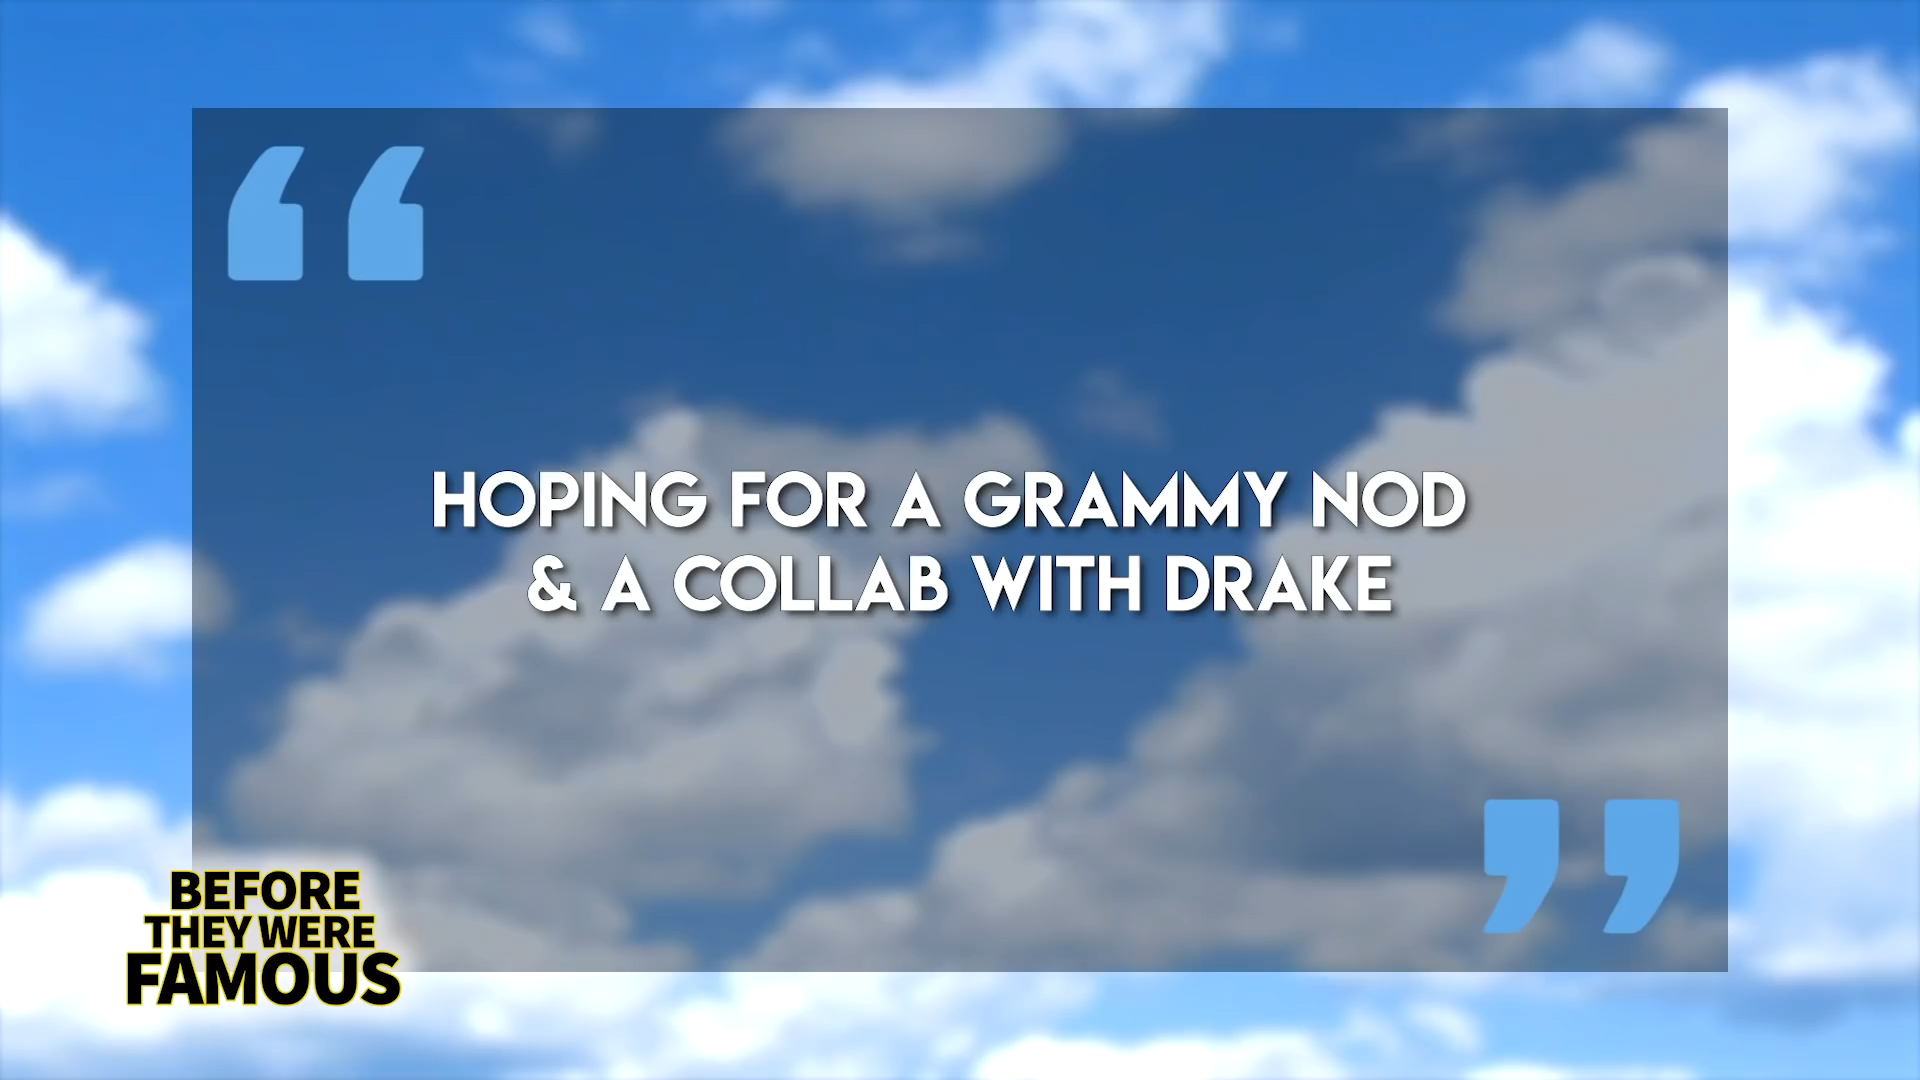 “
HOPING FOR A GRAMMY NOD
& A COLLAB WITH DRAKE
”
BEFORE
THEY WERE
FAMOUS